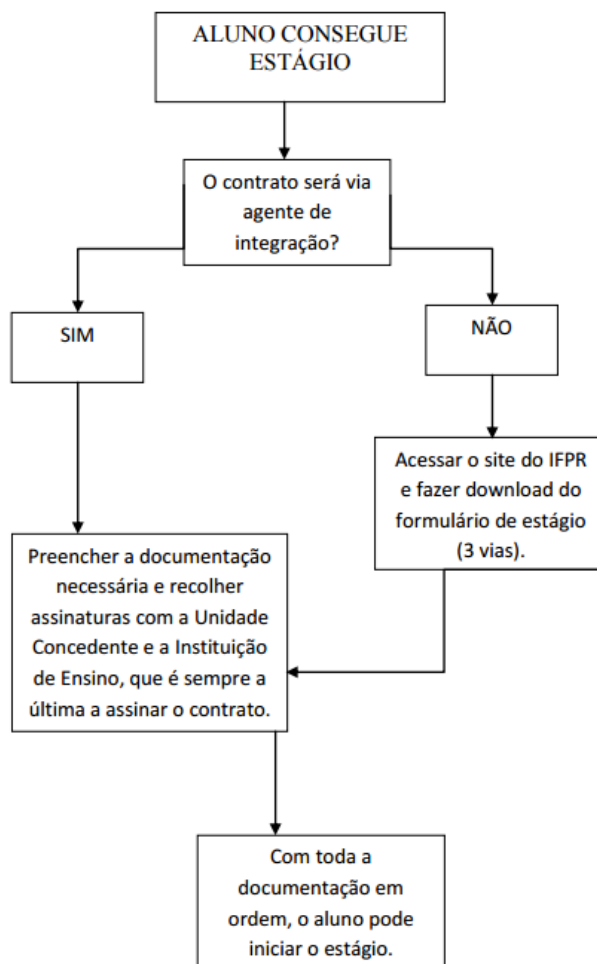 ALUNO CONSEGUE
ESTÁGIO
O contrato será via
agente de
integração?
SIM
NÃO
Acessar o site do IFPR
e fazer download do
formulário de estágio
(3 vias).
Preencher a documentação
necessária e recolher
assinaturas com a Unidade
Concedente e a Instituição
de Ensino, que é sempre a
última a assinar o contrato.
Com toda a
documentação em
ordem, o aluno pode
iniciar o estágio.